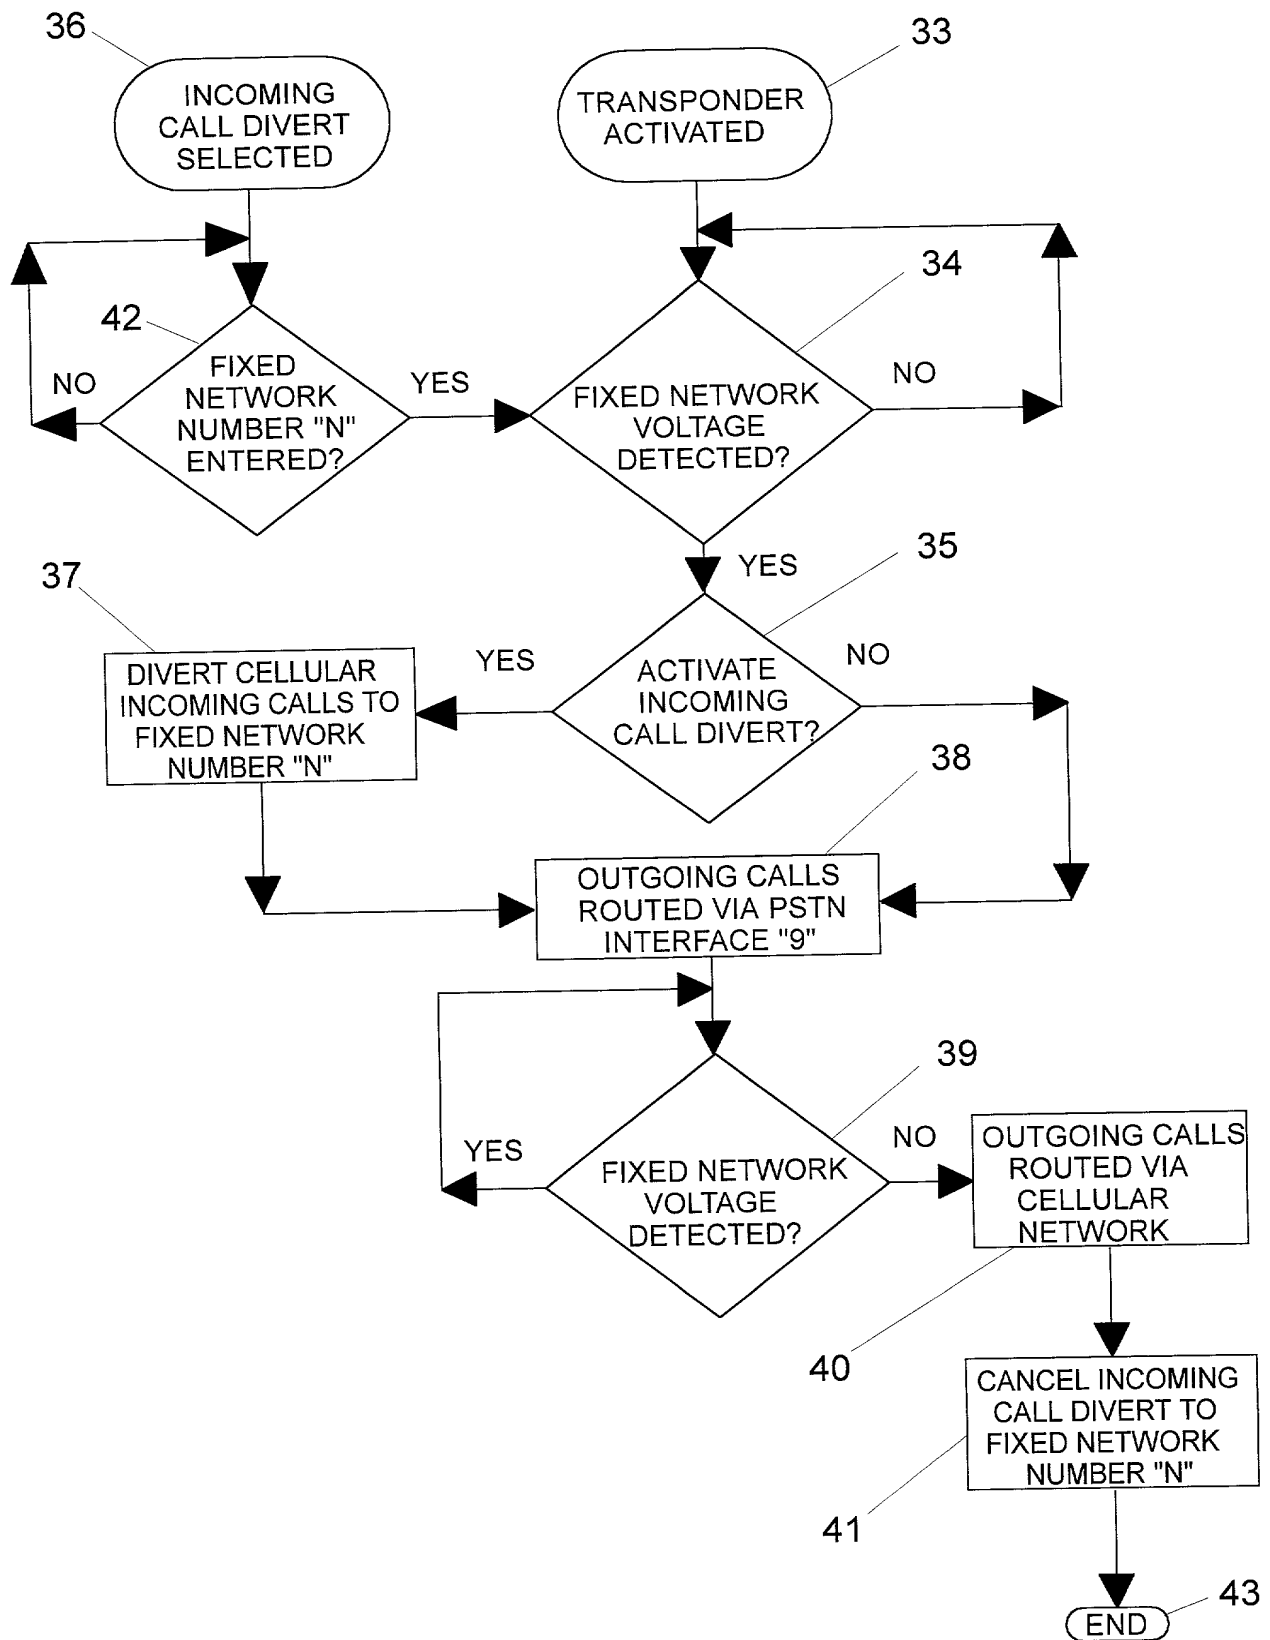 36
33
INCOMING
CALL DIVERT
SELECTED
TRANSPONDER
ACTIVATED
34
42
FIXED
NETWORK
NUMBER "N"
ENTERED?
NO
YES
FIXED NETWORK
VOLTAGE
DETECTED?
NO
YES
35
37
DIVERT CELLULAR
INCOMING CALLS TO
FIXED NETWORK
NUMBER "N"
YES
ACTIVATE
INCOMING
CALL DIVERT?
NO
38
OUTGOING CALLS
ROUTED VIA PSTN
INTERFACE "9"
39
YES
FIXED NETWORK
VOLTAGE
DETECTED?
NO
OUTGOING CALLS
ROUTED VIA
CELLULAR
NETWORK
40
CANCEL INCOMING
CALL DIVERT TO
FIXED NETWORK
NUMBER "N"
41
43
END